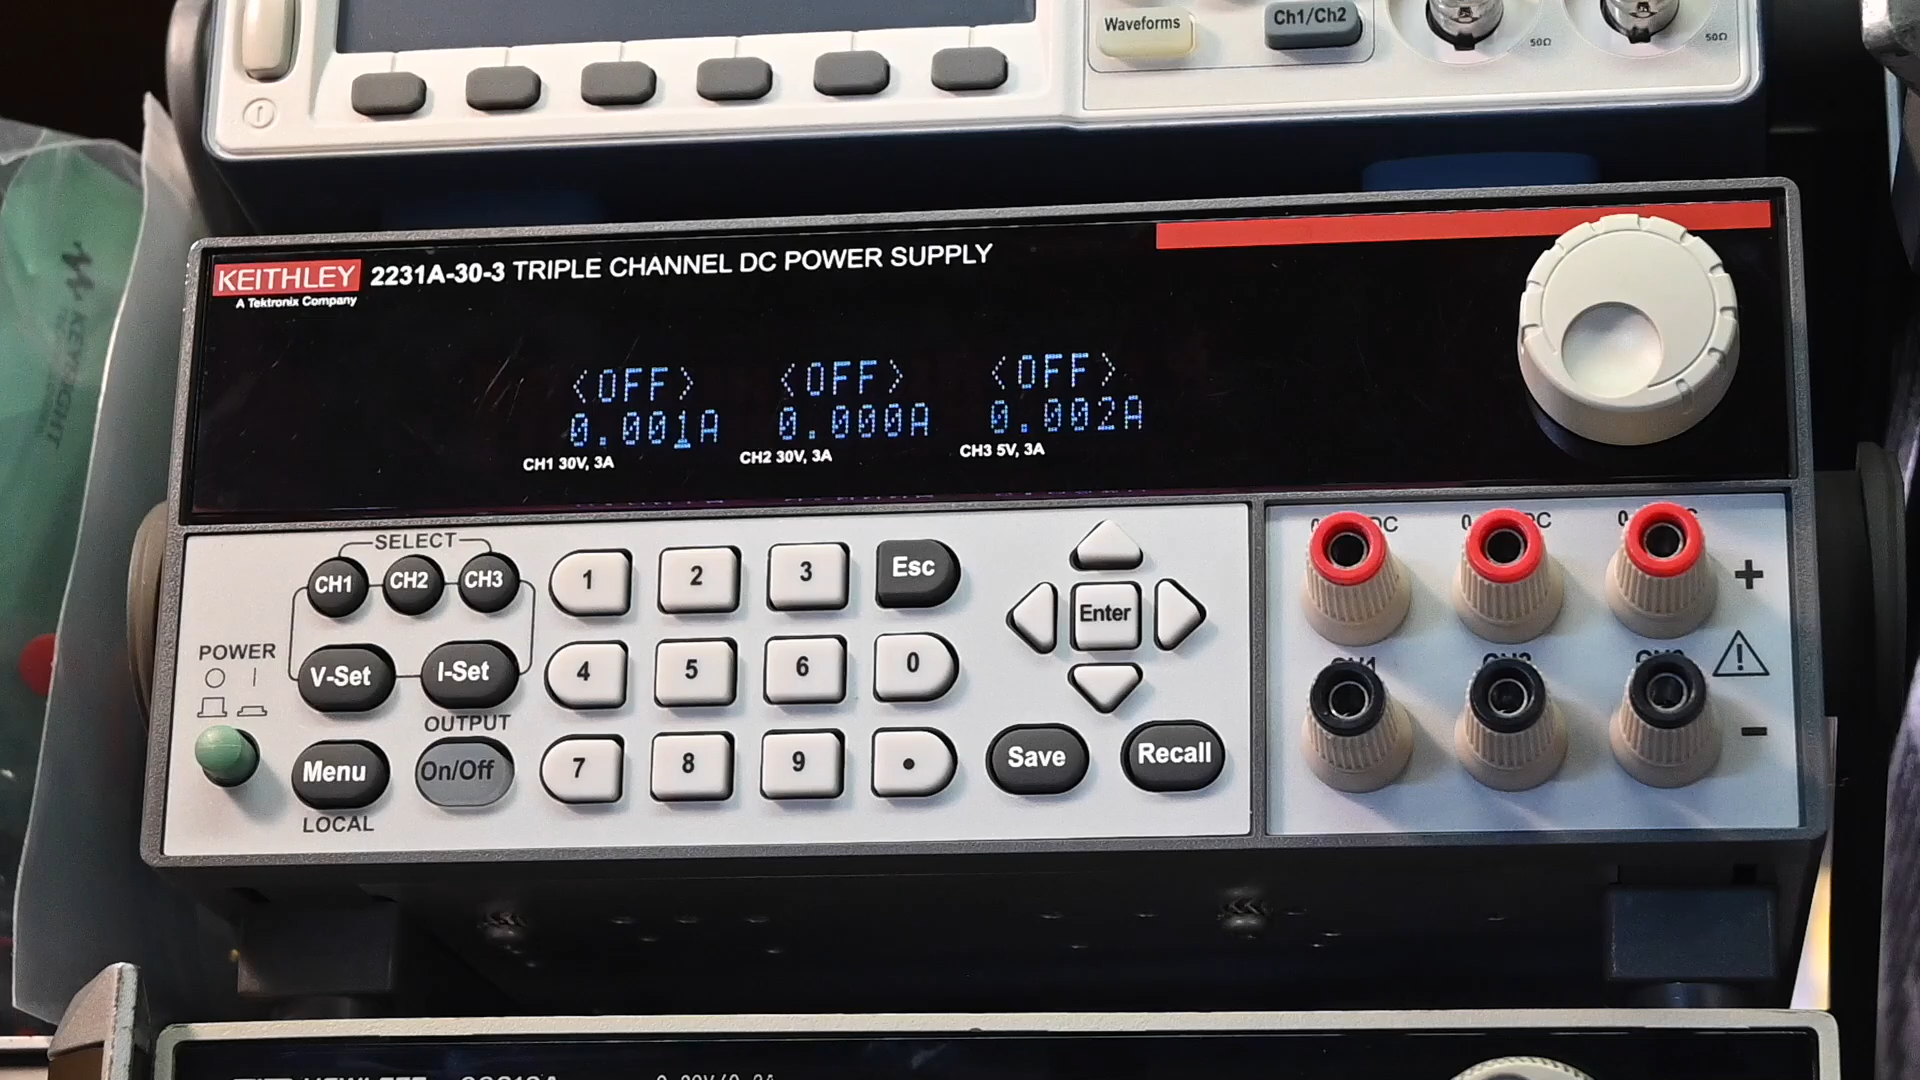 Waveforms
Ch1/Ch2
50Ω
50Ω
KEYSIGHT
KEITHLEY
A Tektronix Company
2231A-30-3 TRIPLE CHANNEL DC POWER SUPPLY
<OFF> <OFF> <OFF>
0.001A 0.000A 0.002A
CH1 30V, 3A
CH2 30V, 3A
CH3 5V, 3A
SELECT
CH1 CH2 CH3
1 2 3 Esc
Enter
POWER
V-Set I-Set
4 5 6 0
OUTPUT
Menu On/Off
7 8 9 .
Save Recall
LOCAL
+
-